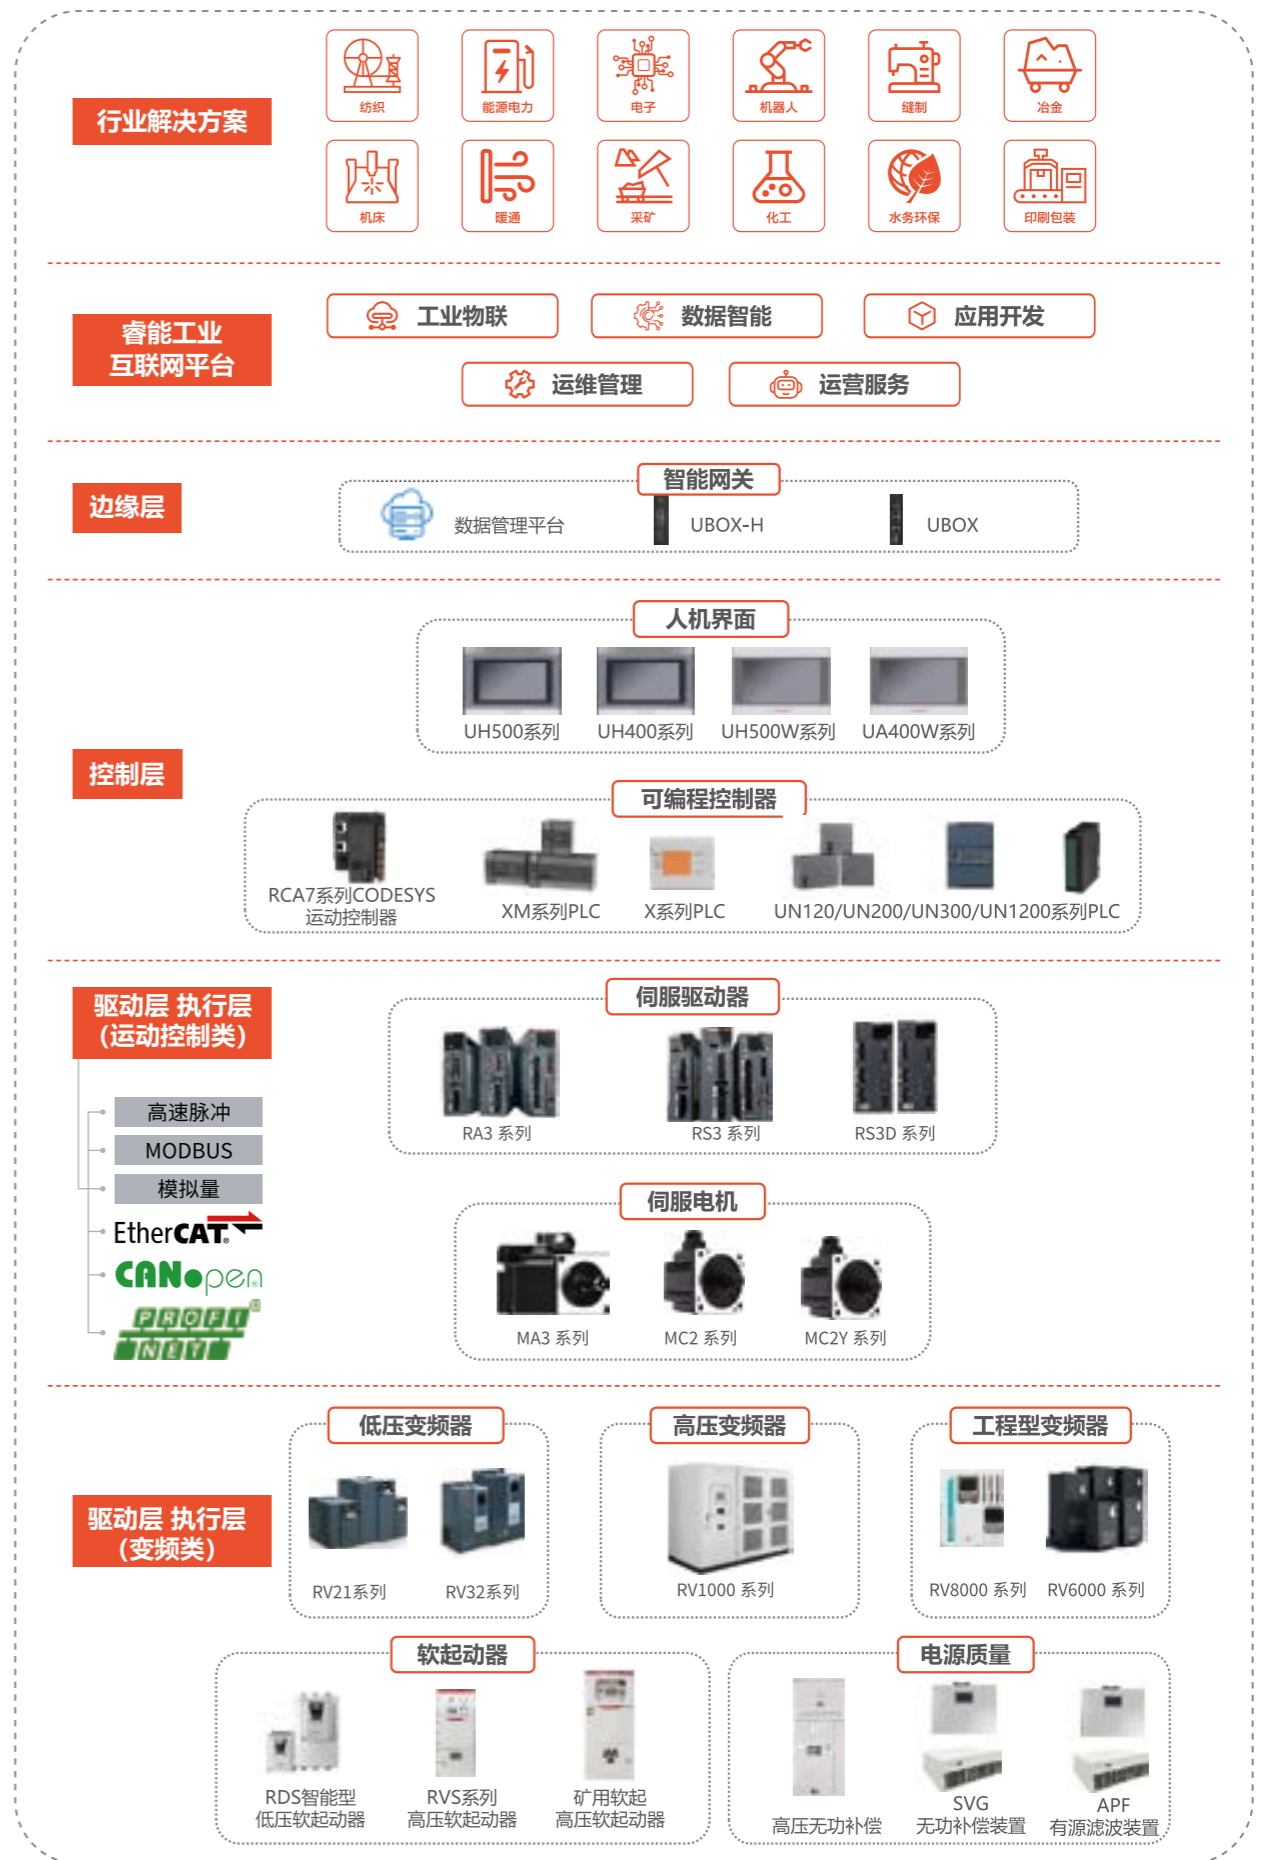 行业解决方案
纺织
能源电力
电子
机器人
缝制
冶金
机床
暖通
采矿
化工
水务环保
印刷包装
睿能工业
互联网平台
工业物联
数据智能
应用开发
运维管理
运营服务
边缘层
智能网关
数据管理平台
UBOX-H
UBOX
控制层
人机界面
UH500系列
UH400系列
UH500W系列
UA400W系列
可编程控制器
RCA7系列CODESYS
运动控制器
XM系列PLC
X系列PLC
UN120/UN200/UN300/UN1200系列PLC
驱动层 执行层
（运动控制类）
高速脉冲
MODBUS
模拟量
EtherCAT®
CANopen®
PROFI
NET®
伺服驱动器
RA3 系列
RS3 系列
RS3D 系列
伺服电机
MA3 系列
MC2 系列
MC2Y 系列
驱动层 执行层
（变频类）
低压变频器
RV21系列
RV32系列
高压变频器
RV1000 系列
工程型变频器
RV8000 系列
RV6000 系列
软起动器
RDS智能型
低压软起动器
RVS系列
高压软起动器
矿用软起
高压软起动器
电源质量
高压无功补偿
SVG
无功补偿装置
APF
有源滤波装置